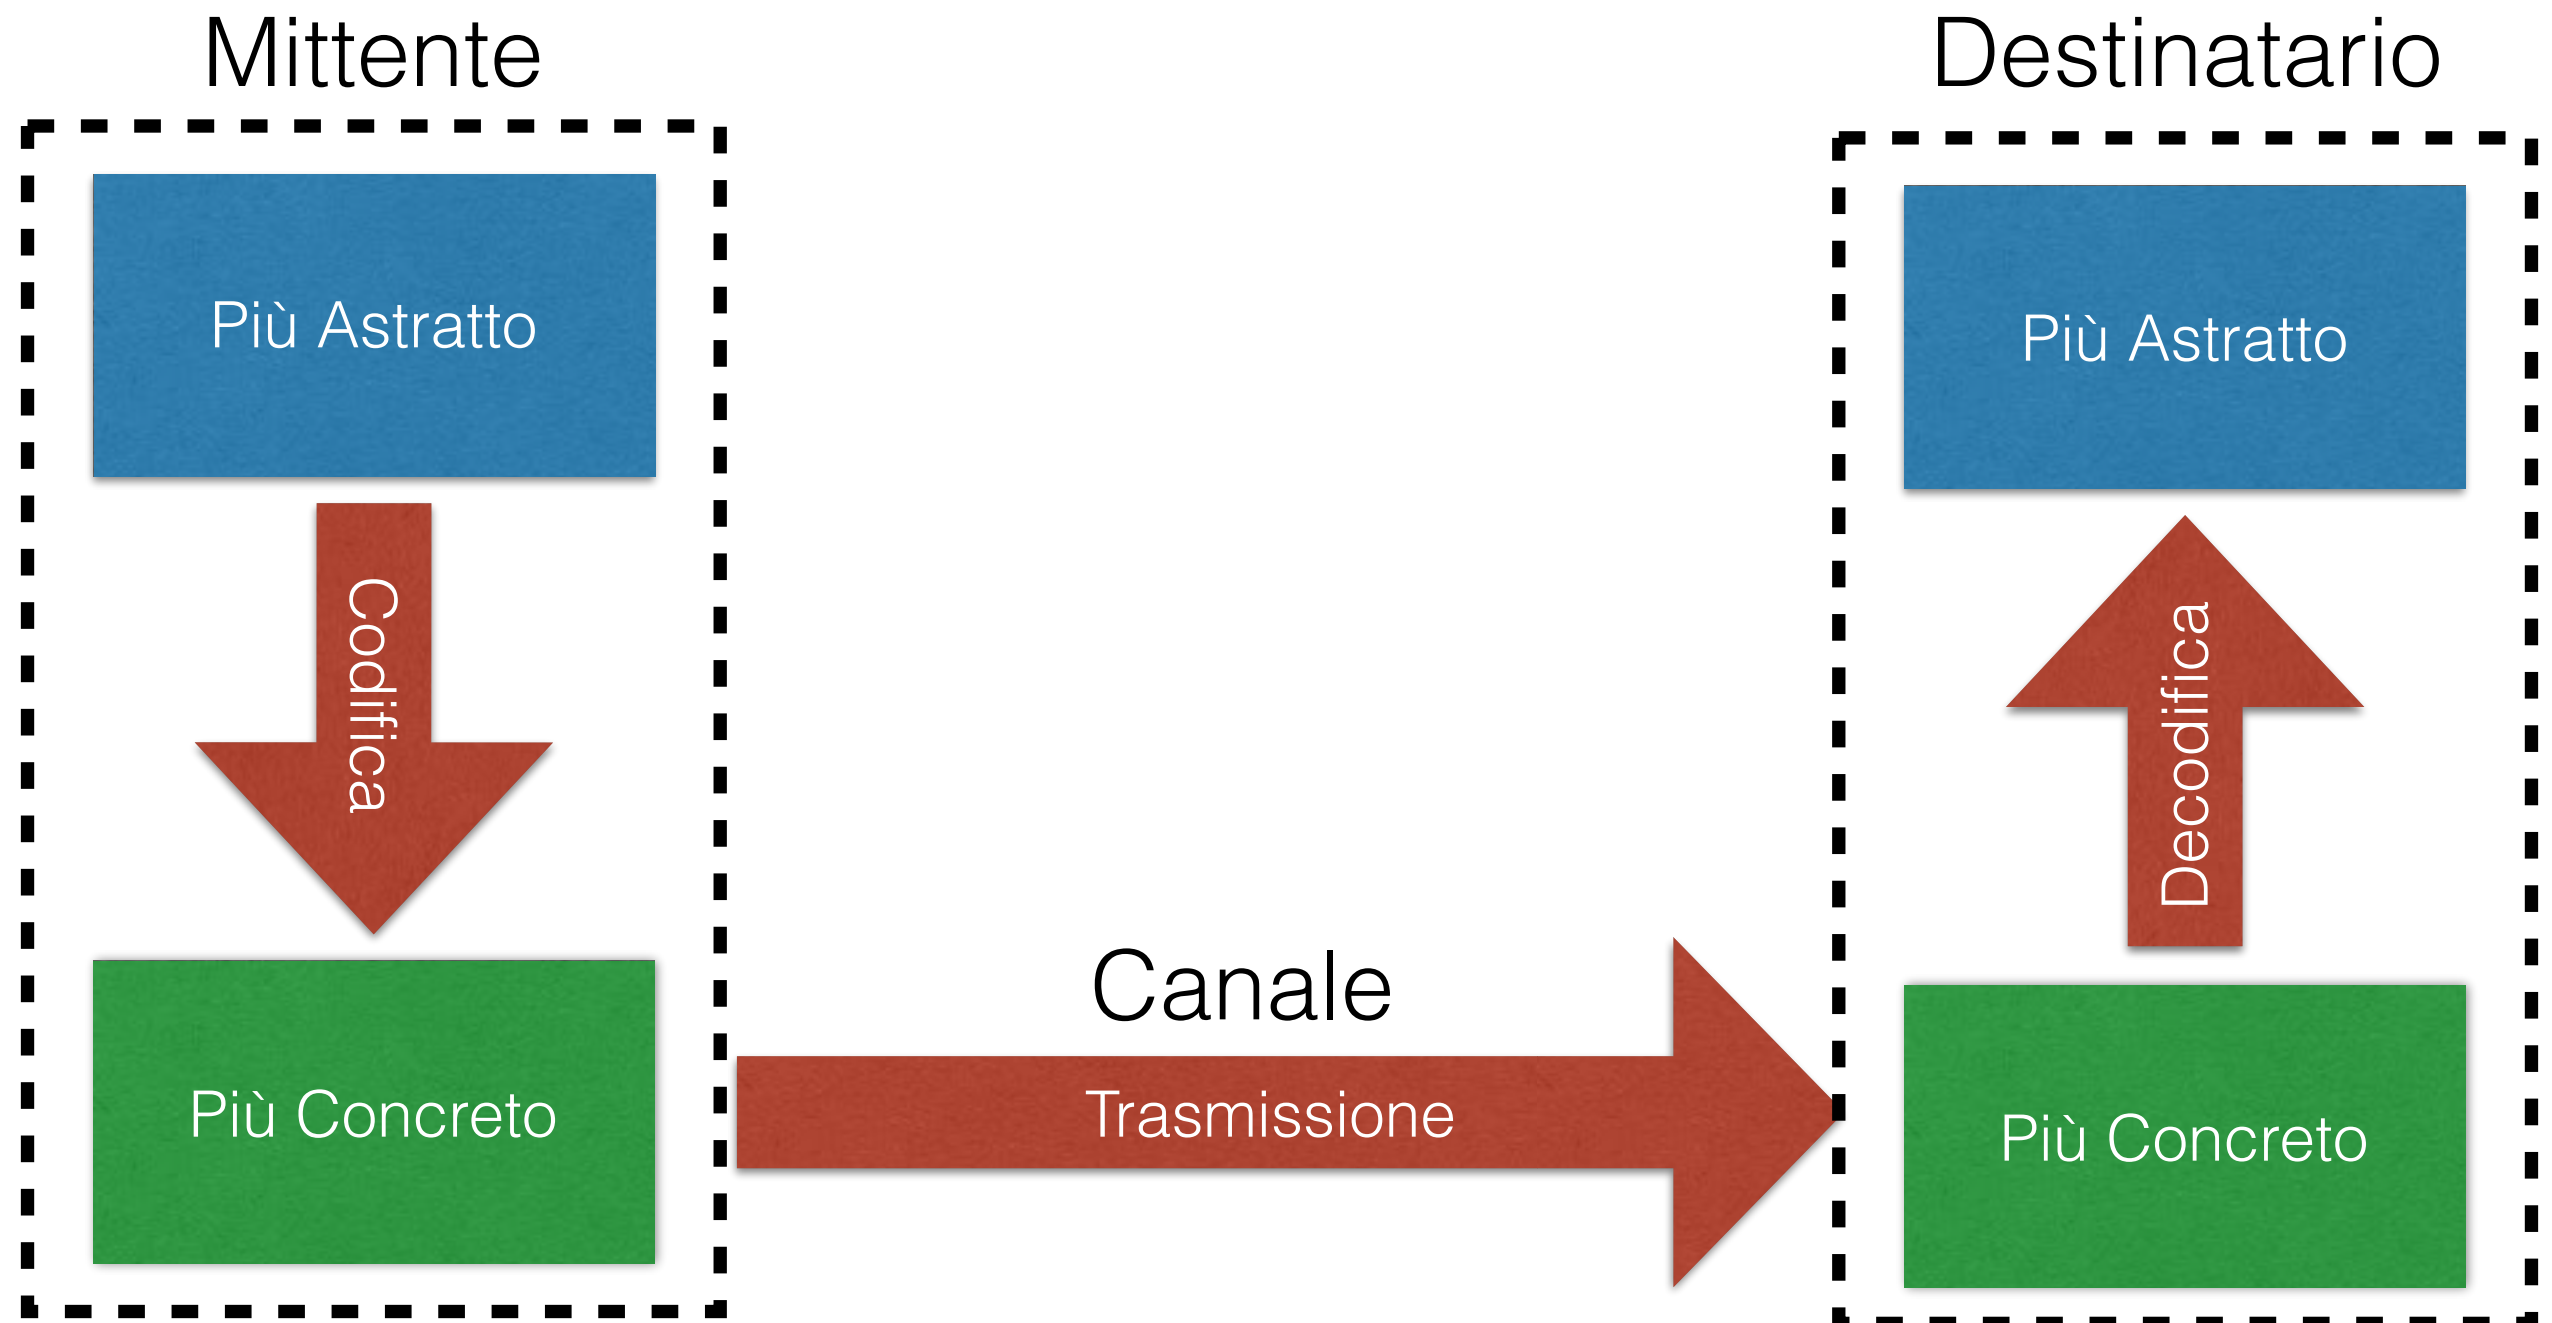 Mittente
Più Astratto
Codifica
Più Concreto
Canale
Trasmissione
Destinatario
Più Astratto
Decodifica
Più Concreto